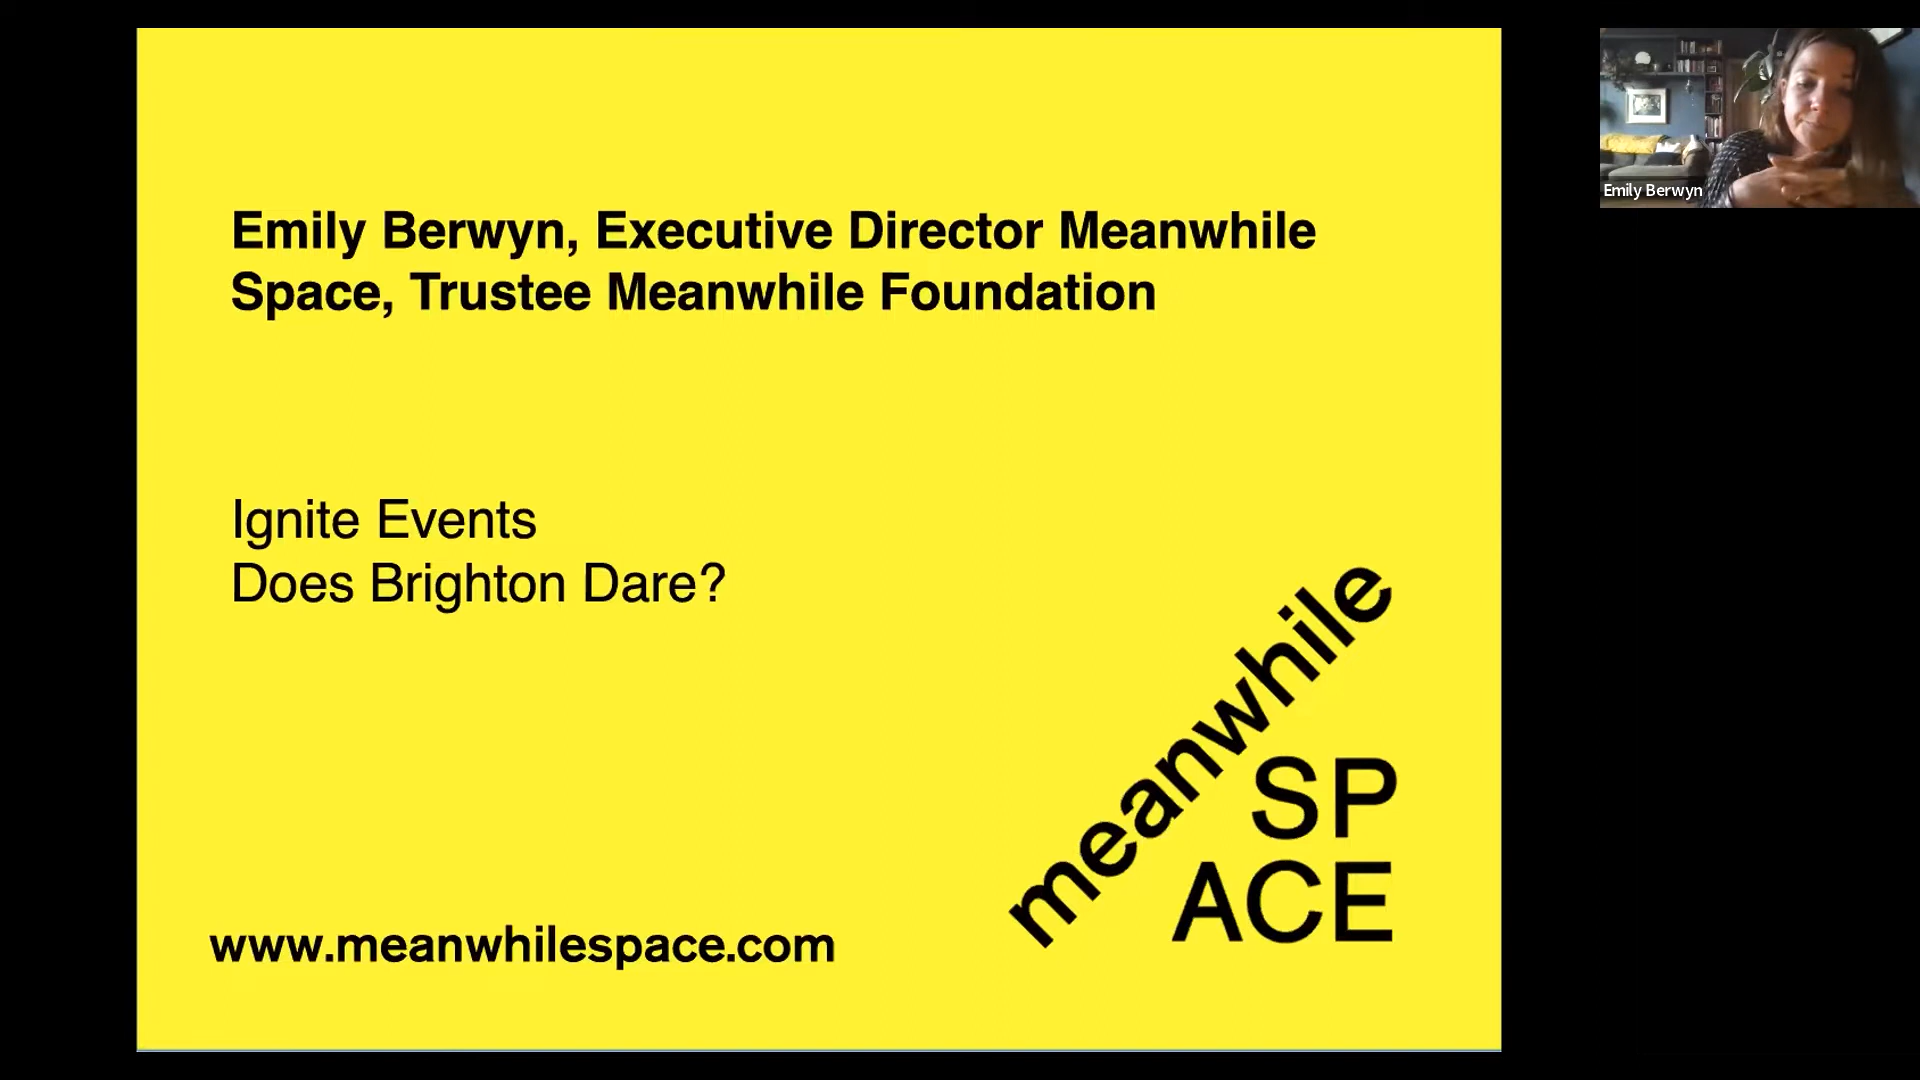 Emily Berwyn, Executive Director Meanwhile
Space, Trustee Meanwhile Foundation
Ignite Events
Does Brighton Dare?
meanwhile
SP
ACE
www.meanwhilespace.com
Emily Berwyn